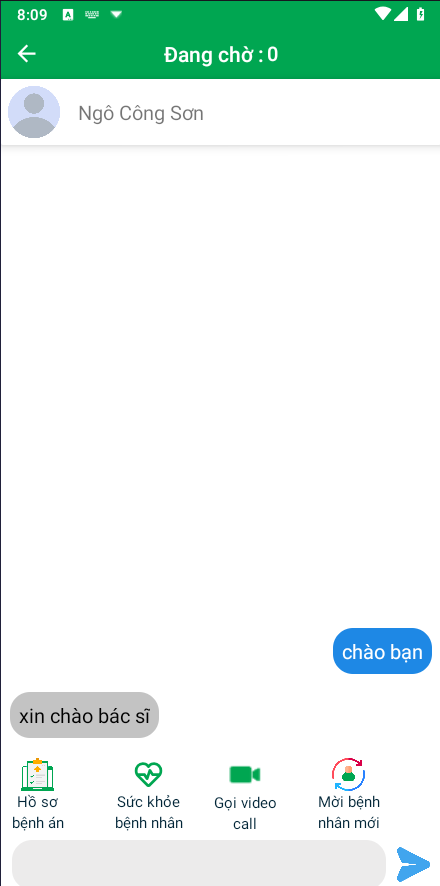 8:09
Đang chờ : 0
Ngô Công Sơn
chào bạn
xin chào bác sĩ
Hồ sơ
bệnh án
Sức khỏe
bệnh nhân
Gọi video
call
Mời bệnh
nhân mới